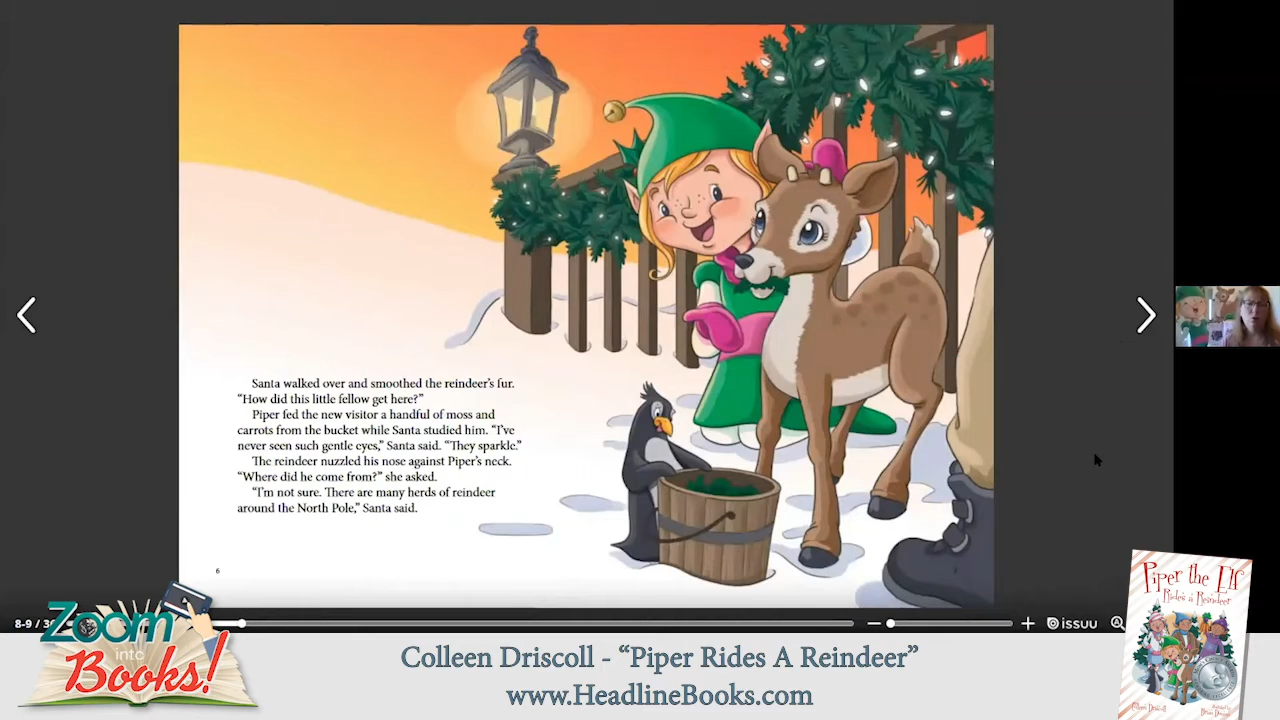 Santa walked over and smoothed the reindeer's fur.
“How did this little fellow get here?”
Piper fed the new visitor a handful of moss and
carrots from the bucket while Santa studied him. “I've
never seen such gentle eyes,” Santa said. “They sparkle.”
The reindeer nuzzled his nose against Piper's neck.
“Where did he come from?” she asked.
“I'm not sure. There are many herds of reindeer
around the North Pole,” Santa said.
6
8-9 / 3
issuu
Zoom
into
Books!
Colleen Driscoll - “Piper Rides A Reindeer”
www.HeadlineBooks.com
Piper the Elf
Rides a Reindeer
Colleen Driscoll